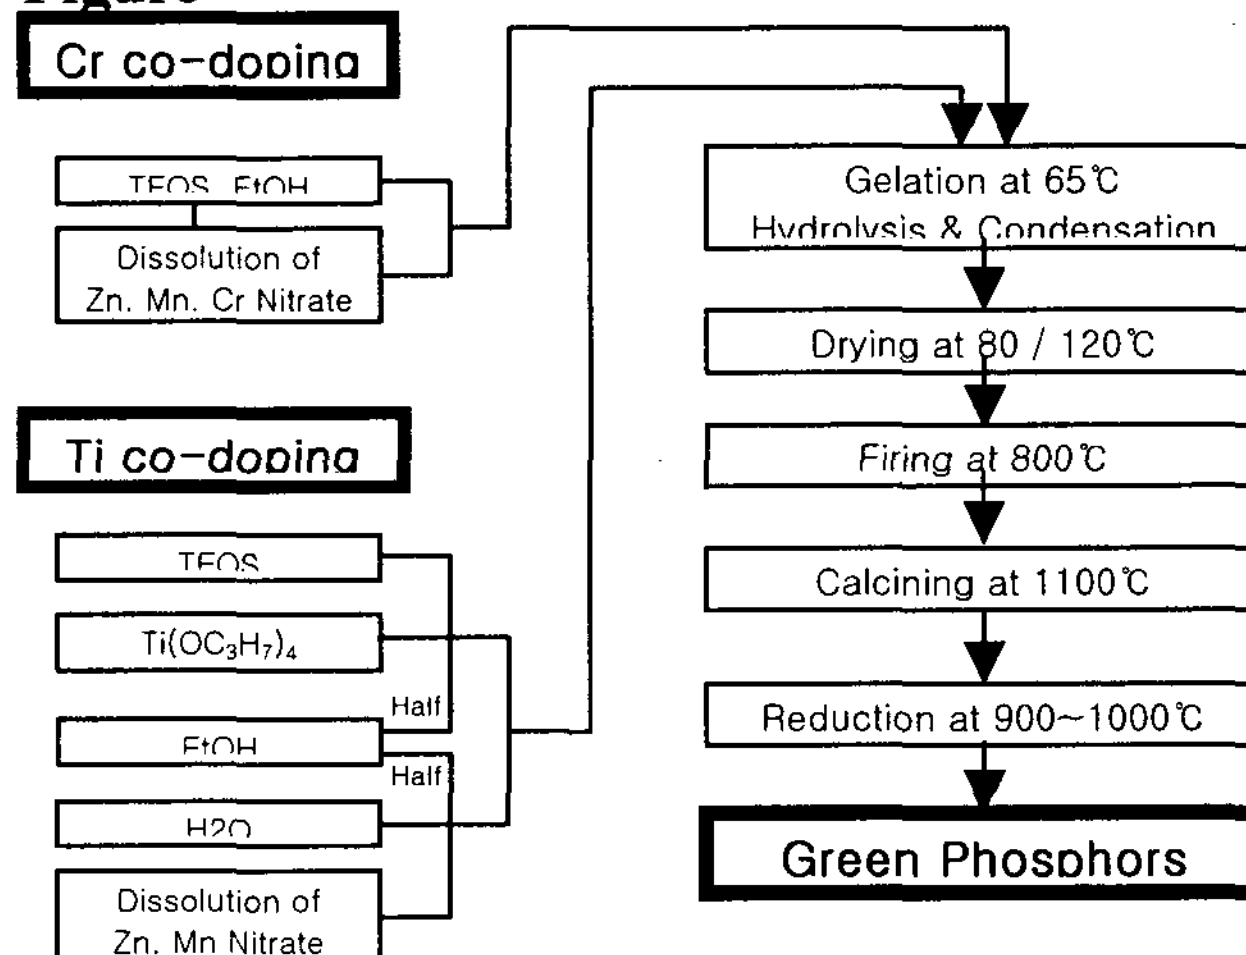 Figure
Cr co-doping
TEOS, EtOH
Dissolution of
Zn. Mn. Cr Nitrate
Ti co-doping
TEOS
Ti(OC₃H₇)₄
Half
EtOH
Half
H2O
Dissolution of
Zn. Mn Nitrate
Gelation at 65℃
Hydrolysis & Condensation
Drying at 80 / 120℃
Firing at 800℃
Calcining at 1100℃
Reduction at 900~1000℃
Green Phosphors